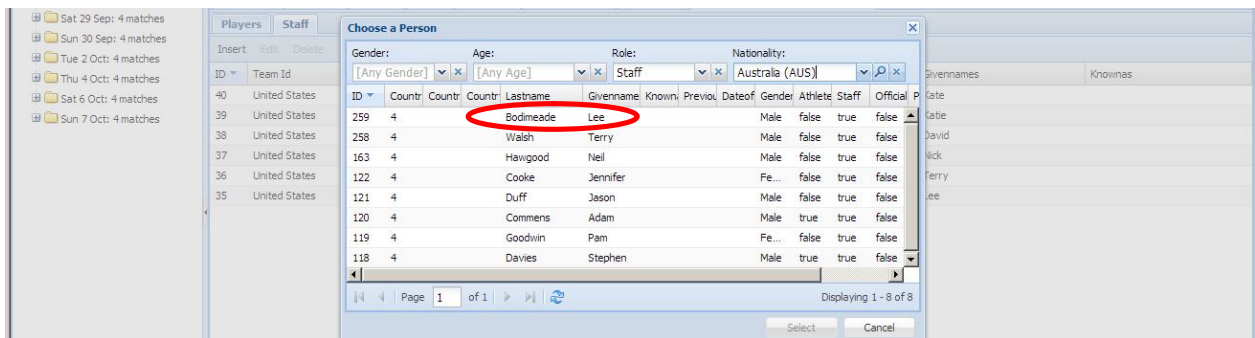 Sat 29 Sep: 4 matches
Sun 30 Sep: 4 matches
Tue 2 Oct: 4 matches
Thu 4 Oct: 4 matches
Sat 6 Oct: 4 matches
Sun 7 Oct: 4 matches
Players Staff
Insert Edit Delete
ID Team Id Givennames Knownas
40 United States Kate
39 United States Katie
38 United States David
37 United States Nick
36 United States Terry
35 United States Lee
Choose a Person
Gender: Age: Role: Nationality:
[Any Gender] [Any Age] Staff Australia (AUS)
ID Countr Countr Countr Lastname Givenname Known Previou Dateof Gender Athlete Staff Official P
259 4 Bodimeade Lee Male false true false
258 4 Walsh Terry Male false true false
163 4 Hawgood Neil Male false true false
122 4 Cooke Jennifer Fe... false true false
121 4 Duff Jason Male false true false
120 4 Commens Adam Male true true false
119 4 Goodwin Pam Fe... false true false
118 4 Davies Stephen Male true true false
Page 1 of 1 Displaying 1 - 8 of 8
Select Cancel